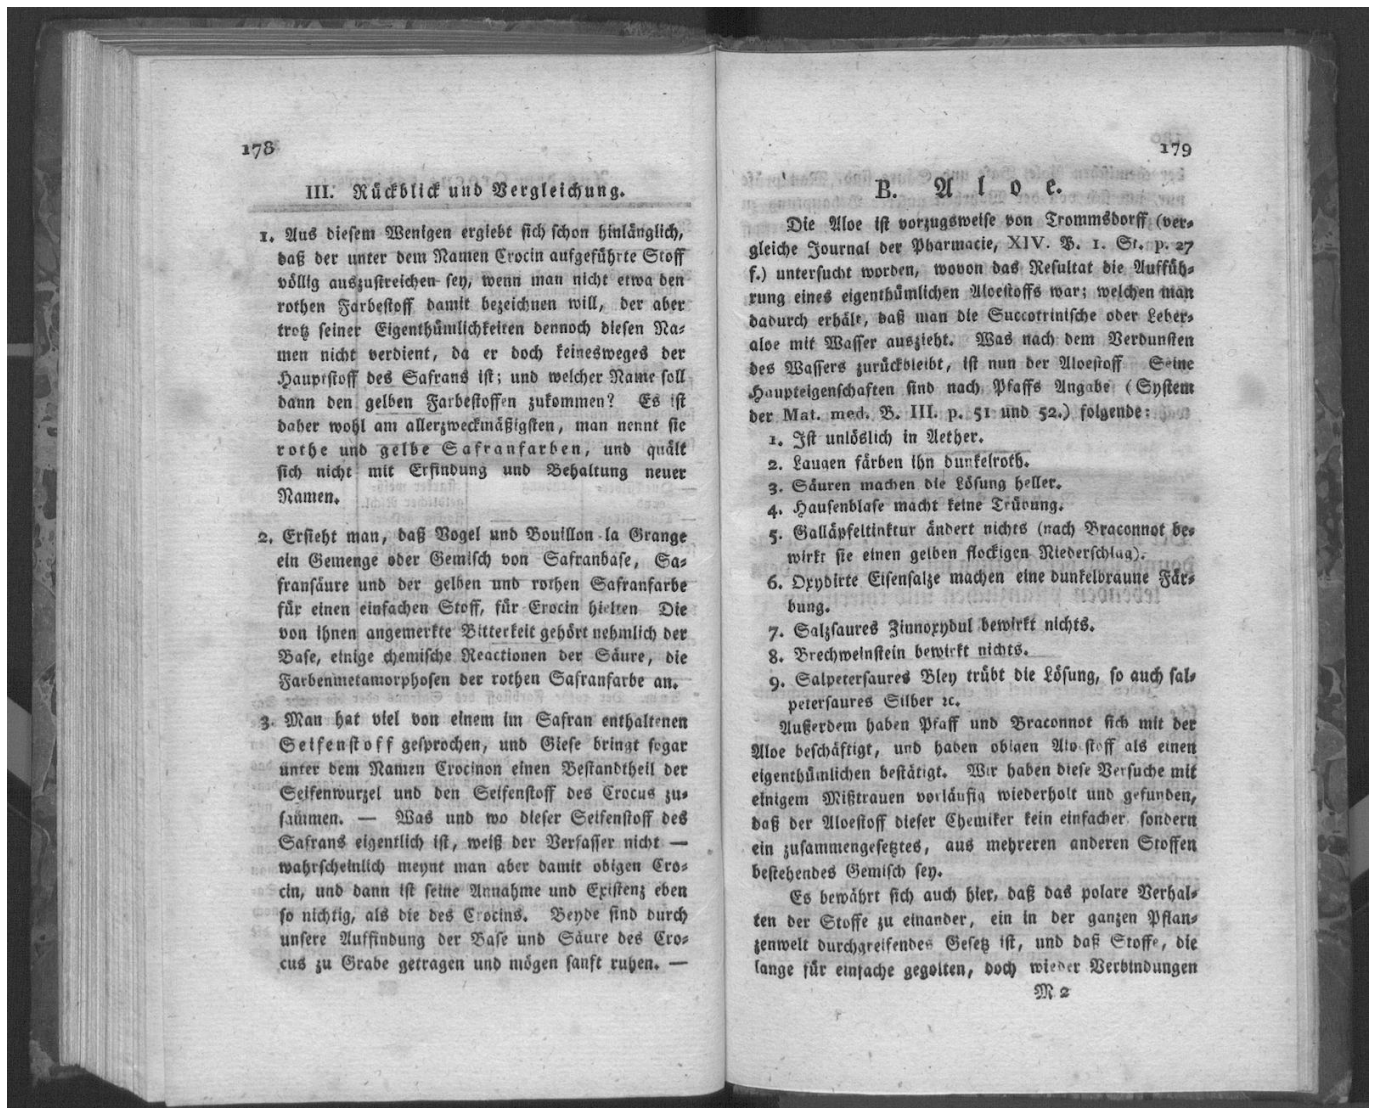 178
III. Rückblick und Vergleichung.
1. Aus diesem Wenigen ergiebt sich schon hinlänglich,
daß der unter dem Namen Crocin aufgeführte Stoff
völlig auszustreichen sey, wenn man nicht etwa den
rothen Farbestoff damit bezeichnen will, der aber
trotz seiner Eigenthümlichkeiten dennoch diesen Na-
men nicht verdient, da er doch keinesweges der
Hauptstoff des Safrans ist; und welcher Name soll
dann den gelben Farbestoffen zukommen? Es ist
daher wohl am allerzweckmäßigsten, man nennt sie
rothe und gelbe Safranfarben, und quält
sich nicht mit Erfindung und Behaltung neuer
Namen.
2. Ersieht man, daß Vogel und Bouillon la Grange
ein Gemenge oder Gemisch von Safranbase, Sa-
fransäure und der gelben und rothen Safranfarbe
für einen einfachen Stoff, für Crocin hielten Die
von ihnen angemerkte Bitterkeit gehört nehmlich der
Base, einige chemische Reactionen der Säure, die
Farbenmetamorphosen der rothen Safranfarbe an.
3. Man hat viel von einem im Safran enthaltenen
Seifenstoff gesprochen, und Giese bringt sogar
unter dem Namen Crocinon einen Bestandtheil der
Seifenwurzel und den Seifenstoff des Crocus zu-
sammen. — Was und wo dieser Seifenstoff des
Safrans eigentlich ist, weiß der Verfasser nicht —
wahrscheinlich meynt man aber damit obigen Cro-
cin, und dann ist seine Annahme und Existenz eben
so nichtig, als die des Crocins. Beyde sind durch
unsere Auffindung der Base und Säure des Cro-
cus zu Grabe getragen und mögen sanft ruhen. —
179
B. Aloe.
Die Aloe ist vorzugsweise von Trommsdorff (ver-
gleiche Journal der Pharmacie, XIV. B. 1. St. p. 27
f.) untersucht worden, wovon das Resultat die Auffüh-
rung eines eigenthümlichen Aloestoffs war; welchen man
dadurch erhält, daß man die Succotrinische oder Leber-
aloe mit Wasser auszieht. Was nach dem Verdunsten
des Wassers zurückbleibt, ist nun der Aloestoff Seine
Haupteigenschaften sind nach Pfaffs Angabe (System
der Mat. med. B. III. p. 51 und 52.) folgende:
1. Ist unlöslich in Aether.
2. Laugen färben ihn dunkelroth.
3. Säuren machen die Lösung heller.
4. Hausenblase macht keine Trübung.
5. Galläpfeltinktur ändert nichts (nach Braconnot be-
wirkt sie einen gelben flockigen Niederschlag).
6. Oxydirte Eisensalze machen eine dunkelbraune Fär-
bung.
7. Salzsaures Zinnoxydul bewirkt nichts.
8. Brechweinstein bewirkt nichts.
9. Salpetersaures Bley trübt die Lösung, so auch sal-
petersaures Silber ꝛc.
Außerdem haben Pfaff und Braconnot sich mit der
Aloe beschäftigt, und haben obigen Aloestoff als einen
eigenthümlichen bestätigt. Wir haben diese Versuche mit
einigem Mißtrauen vorläufig wiederholt und gefunden,
daß der Aloestoff dieser Chemiker kein einfacher sondern
ein zusammengesetztes, aus mehreren anderen Stoffen
bestehendes Gemisch sey.
Es bewährt sich auch hier, daß das polare Verhal-
ten der Stoffe zu einander, ein in der ganzen Pflan-
zenwelt durchgreifendes Gesetz ist, und daß Stoffe, die
lange für einfache gegolten, doch wieder Verbindungen
M 2